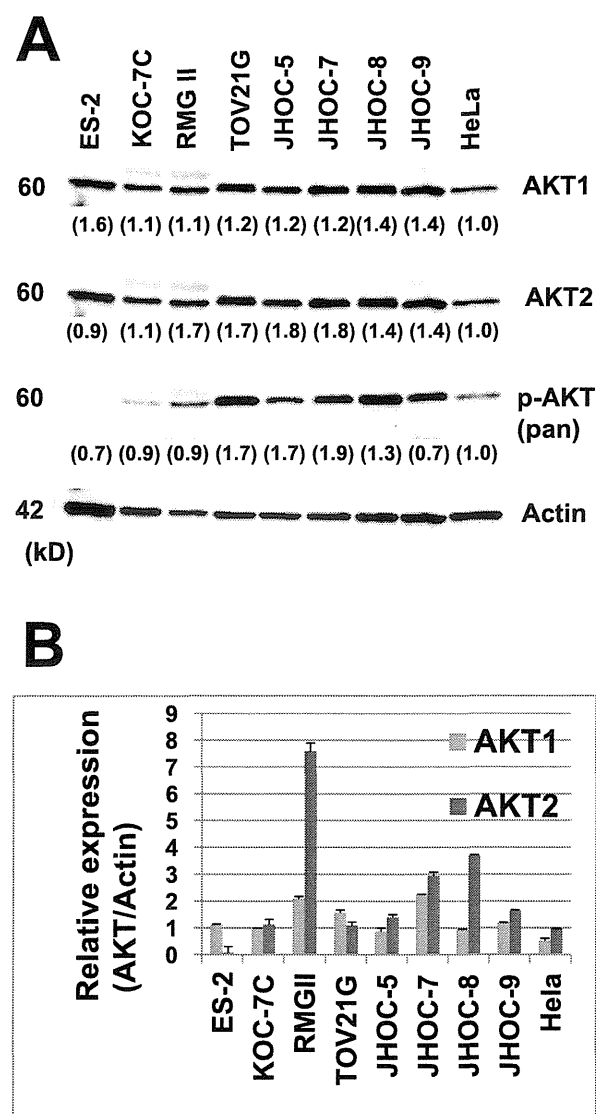 A
ES-2 KOC-7C RMG II TOV21G JHOC-5 JHOC-7 JHOC-8 JHOC-9 HeLa
60 AKT1
(1.6) (1.1) (1.1) (1.2) (1.2) (1.2) (1.4) (1.4) (1.0)
60 AKT2
(0.9) (1.1) (1.7) (1.7) (1.8) (1.8) (1.4) (1.4) (1.0)
60 p-AKT
(pan)
(0.7) (0.9) (0.9) (1.7) (1.7) (1.9) (1.3) (0.7) (1.0)
42 Actin
(kD)
B
Relative expression
(AKT/Actin)
9
8
7
6
5
4
3
2
1
0
AKT1
AKT2
ES-2 KOC-7C RMGII TOV21G JHOC-5 JHOC-7 JHOC-8 JHOC-9 Hela